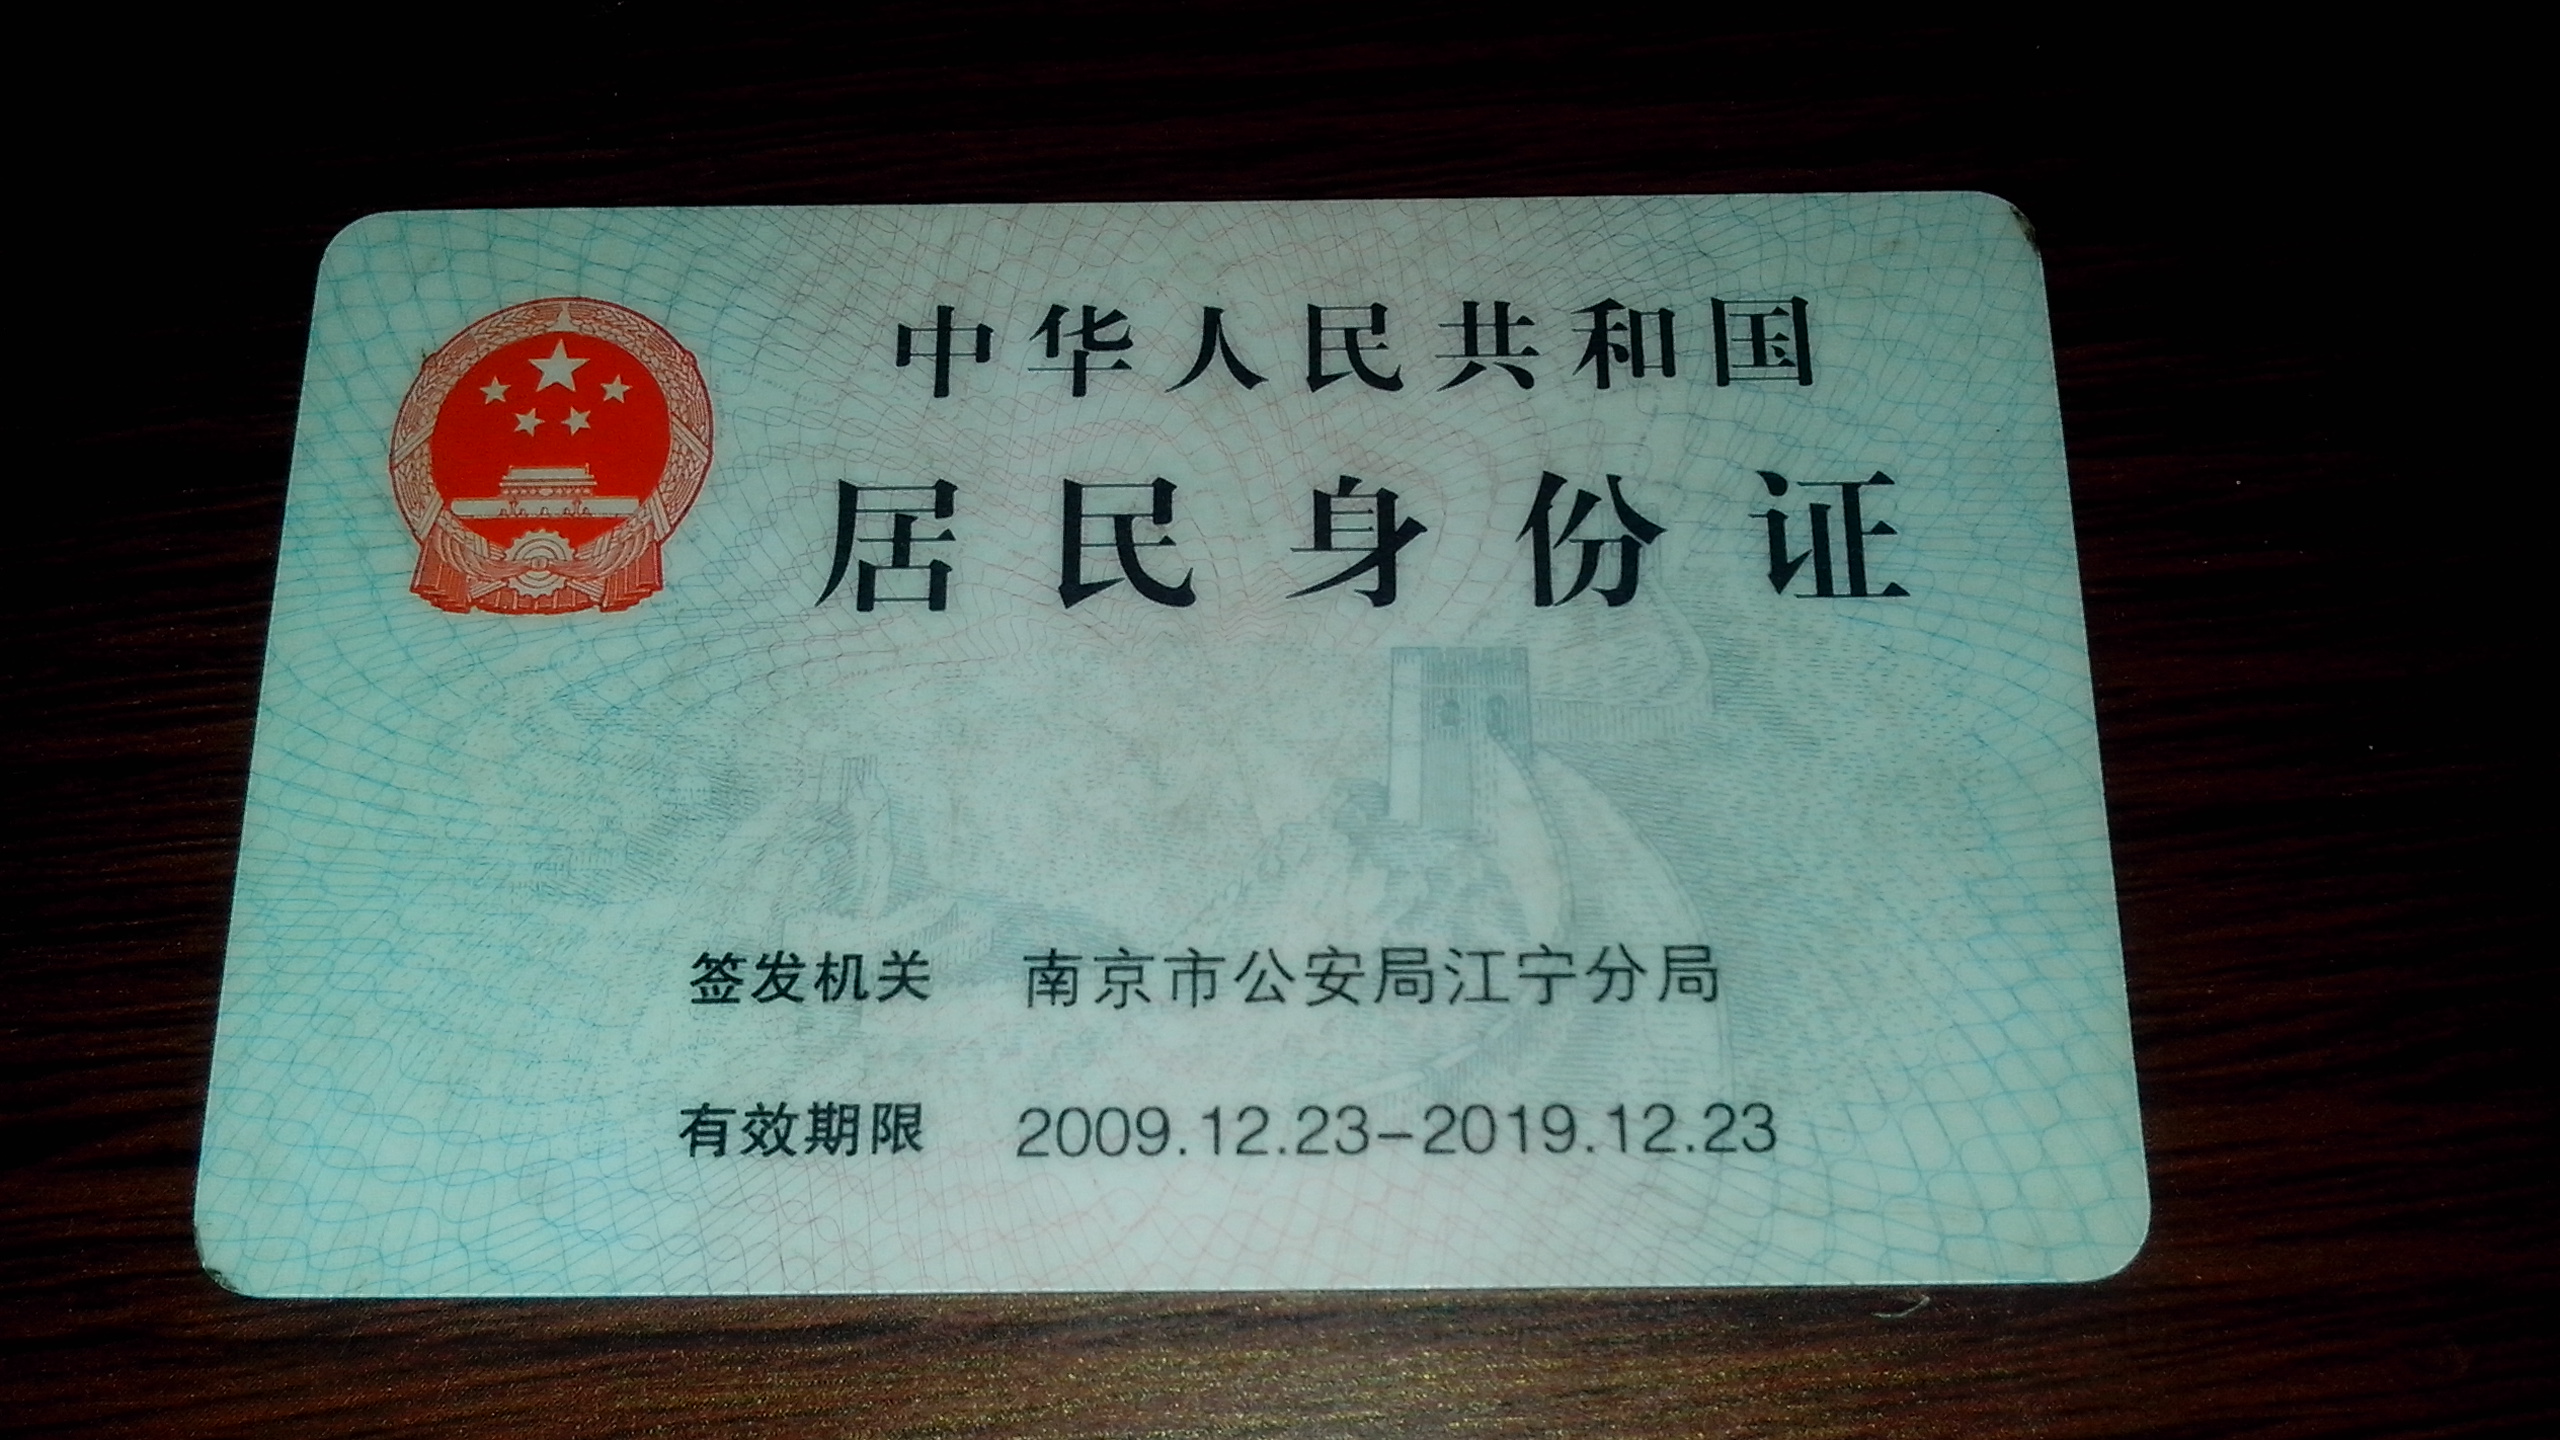 中华人民共和国
居民身份证
签发机关 南京市公安局江宁分局
有效期限 2009.12.23-2019.12.23